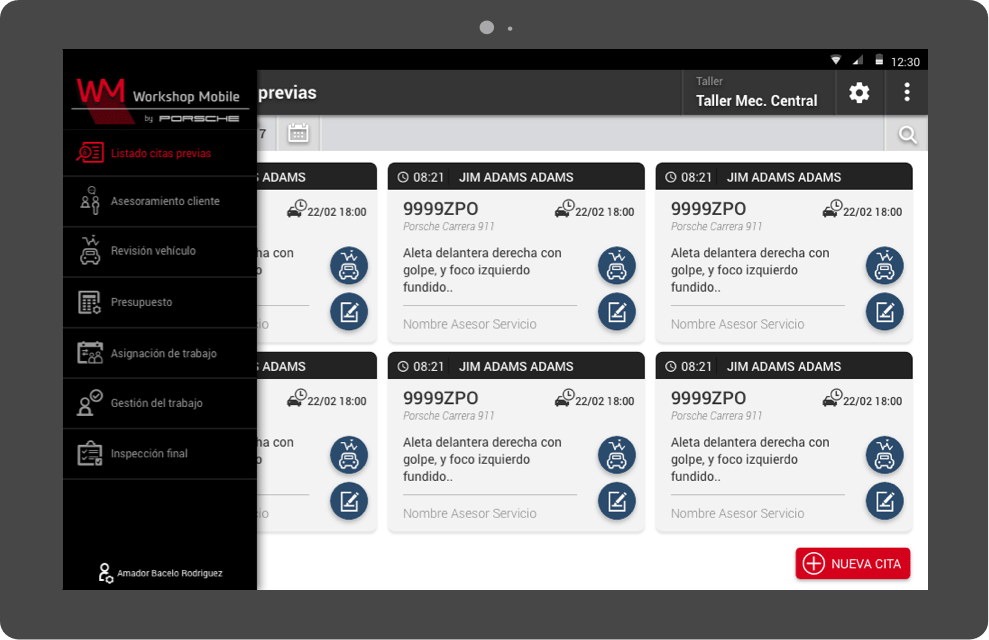 12:30
WM Workshop Mobile
by PORSCHE
previas
Taller
Taller Mec. Central
7
Listado citas previas
Asesoramiento cliente
Revisión vehículo
Presupuesto
Asignación de trabajo
Gestión del trabajo
Inspección final
Amador Bacelo Rodriguez
ADAMS
22/02 18:00
con
08:21 JIM ADAMS ADAMS
9999ZPO
22/02 18:00
Porsche Carrera 911
Aleta delantera derecha con
golpe, y foco izquierdo
fundido..
Nombre Asesor Servicio
08:21 JIM ADAMS ADAMS
9999ZPO
22/02 18:00
Porsche Carrera 911
Aleta delantera derecha con
golpe, y foco izquierdo
fundido..
Nombre Asesor Servicio
ADAMS
22/02 18:00
con
08:21 JIM ADAMS ADAMS
9999ZPO
22/02 18:00
Porsche Carrera 911
Aleta delantera derecha con
golpe, y foco izquierdo
fundido..
Nombre Asesor Servicio
08:21 JIM ADAMS ADAMS
9999ZPO
22/02 18:00
Porsche Carrera 911
Aleta delantera derecha con
golpe, y foco izquierdo
fundido..
Nombre Asesor Servicio
NUEVA CITA